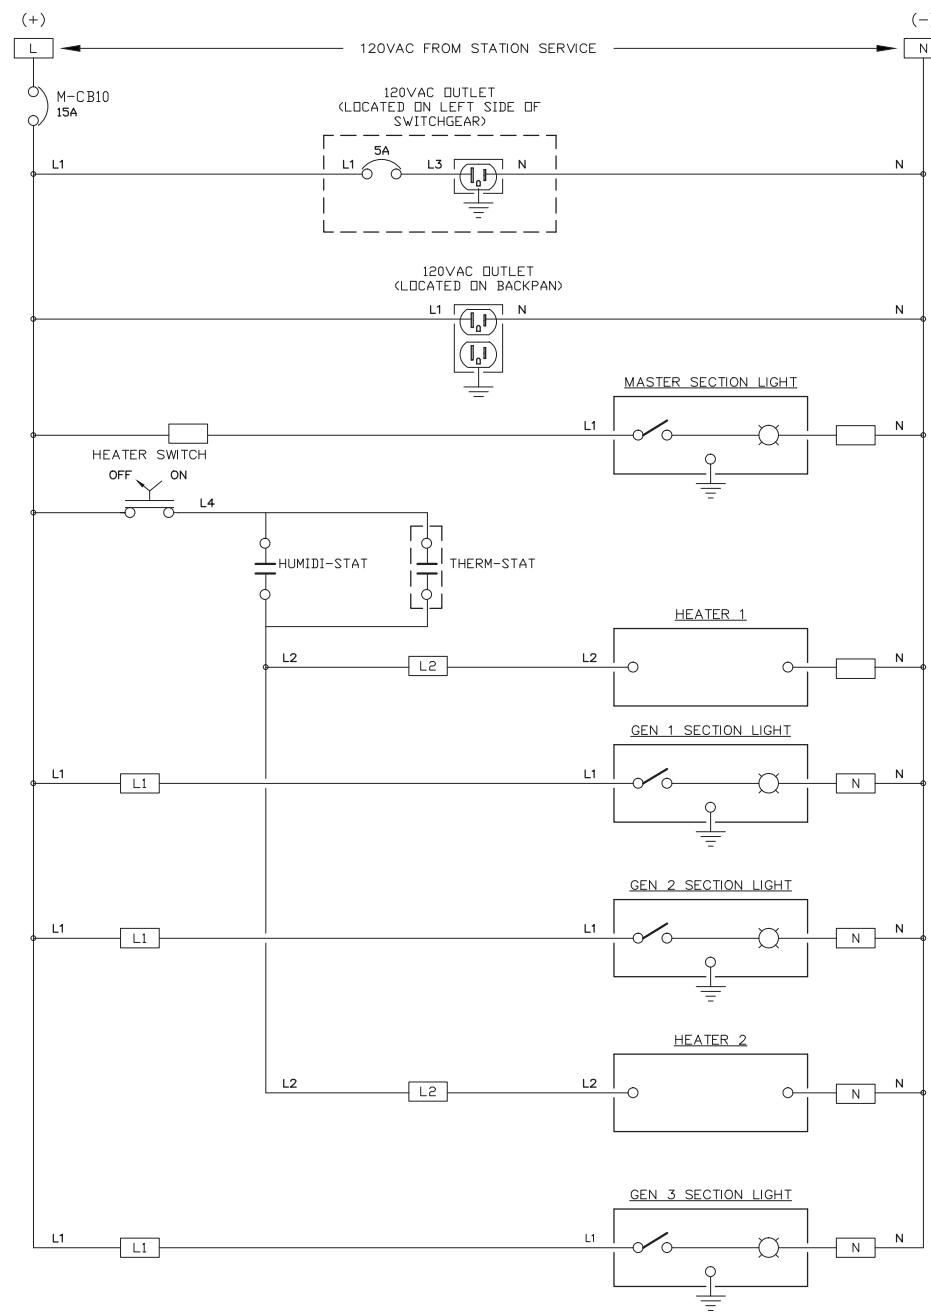 (+) (-)
L 120VAC FROM STATION SERVICE N
M-CB10
15A
120VAC OUTLET
(LOCATED ON LEFT SIDE OF
SWITCHGEAR)
5A
L1 L1 L3 N N
120VAC OUTLET
(LOCATED ON BACKPAN)
L1 N N
MASTER SECTION LIGHT
L1 N
HEATER SWITCH
OFF ON
L4
HUMIDI-STAT THERM-STAT
HEATER 1
L2 L2 L2 N
GEN 1 SECTION LIGHT
L1 L1 L1 N N
GEN 2 SECTION LIGHT
L1 L1 L1 N N
HEATER 2
L2 L2 L2 N N
GEN 3 SECTION LIGHT
L1 L1 L1 N N